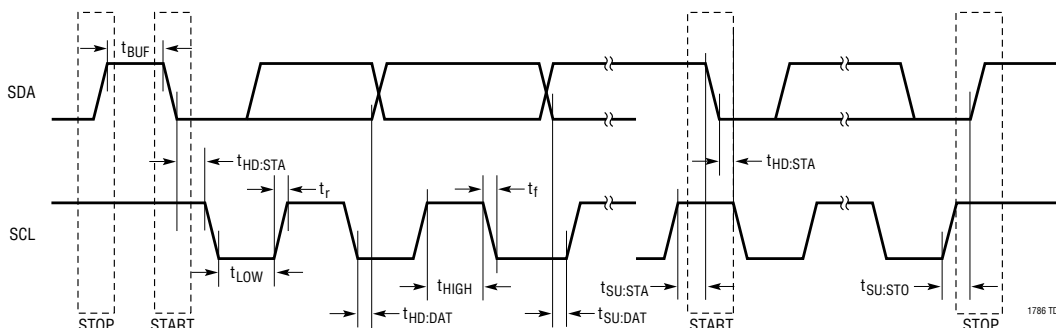 tBUF
SDA
tHD:STA
tHD:STA
tr
tf
SCL
tLOW
tHIGH
tSU:STA
tSU:STO
tHD:DAT
tSU:DAT
1786 TD
STOP
START
START
STOP